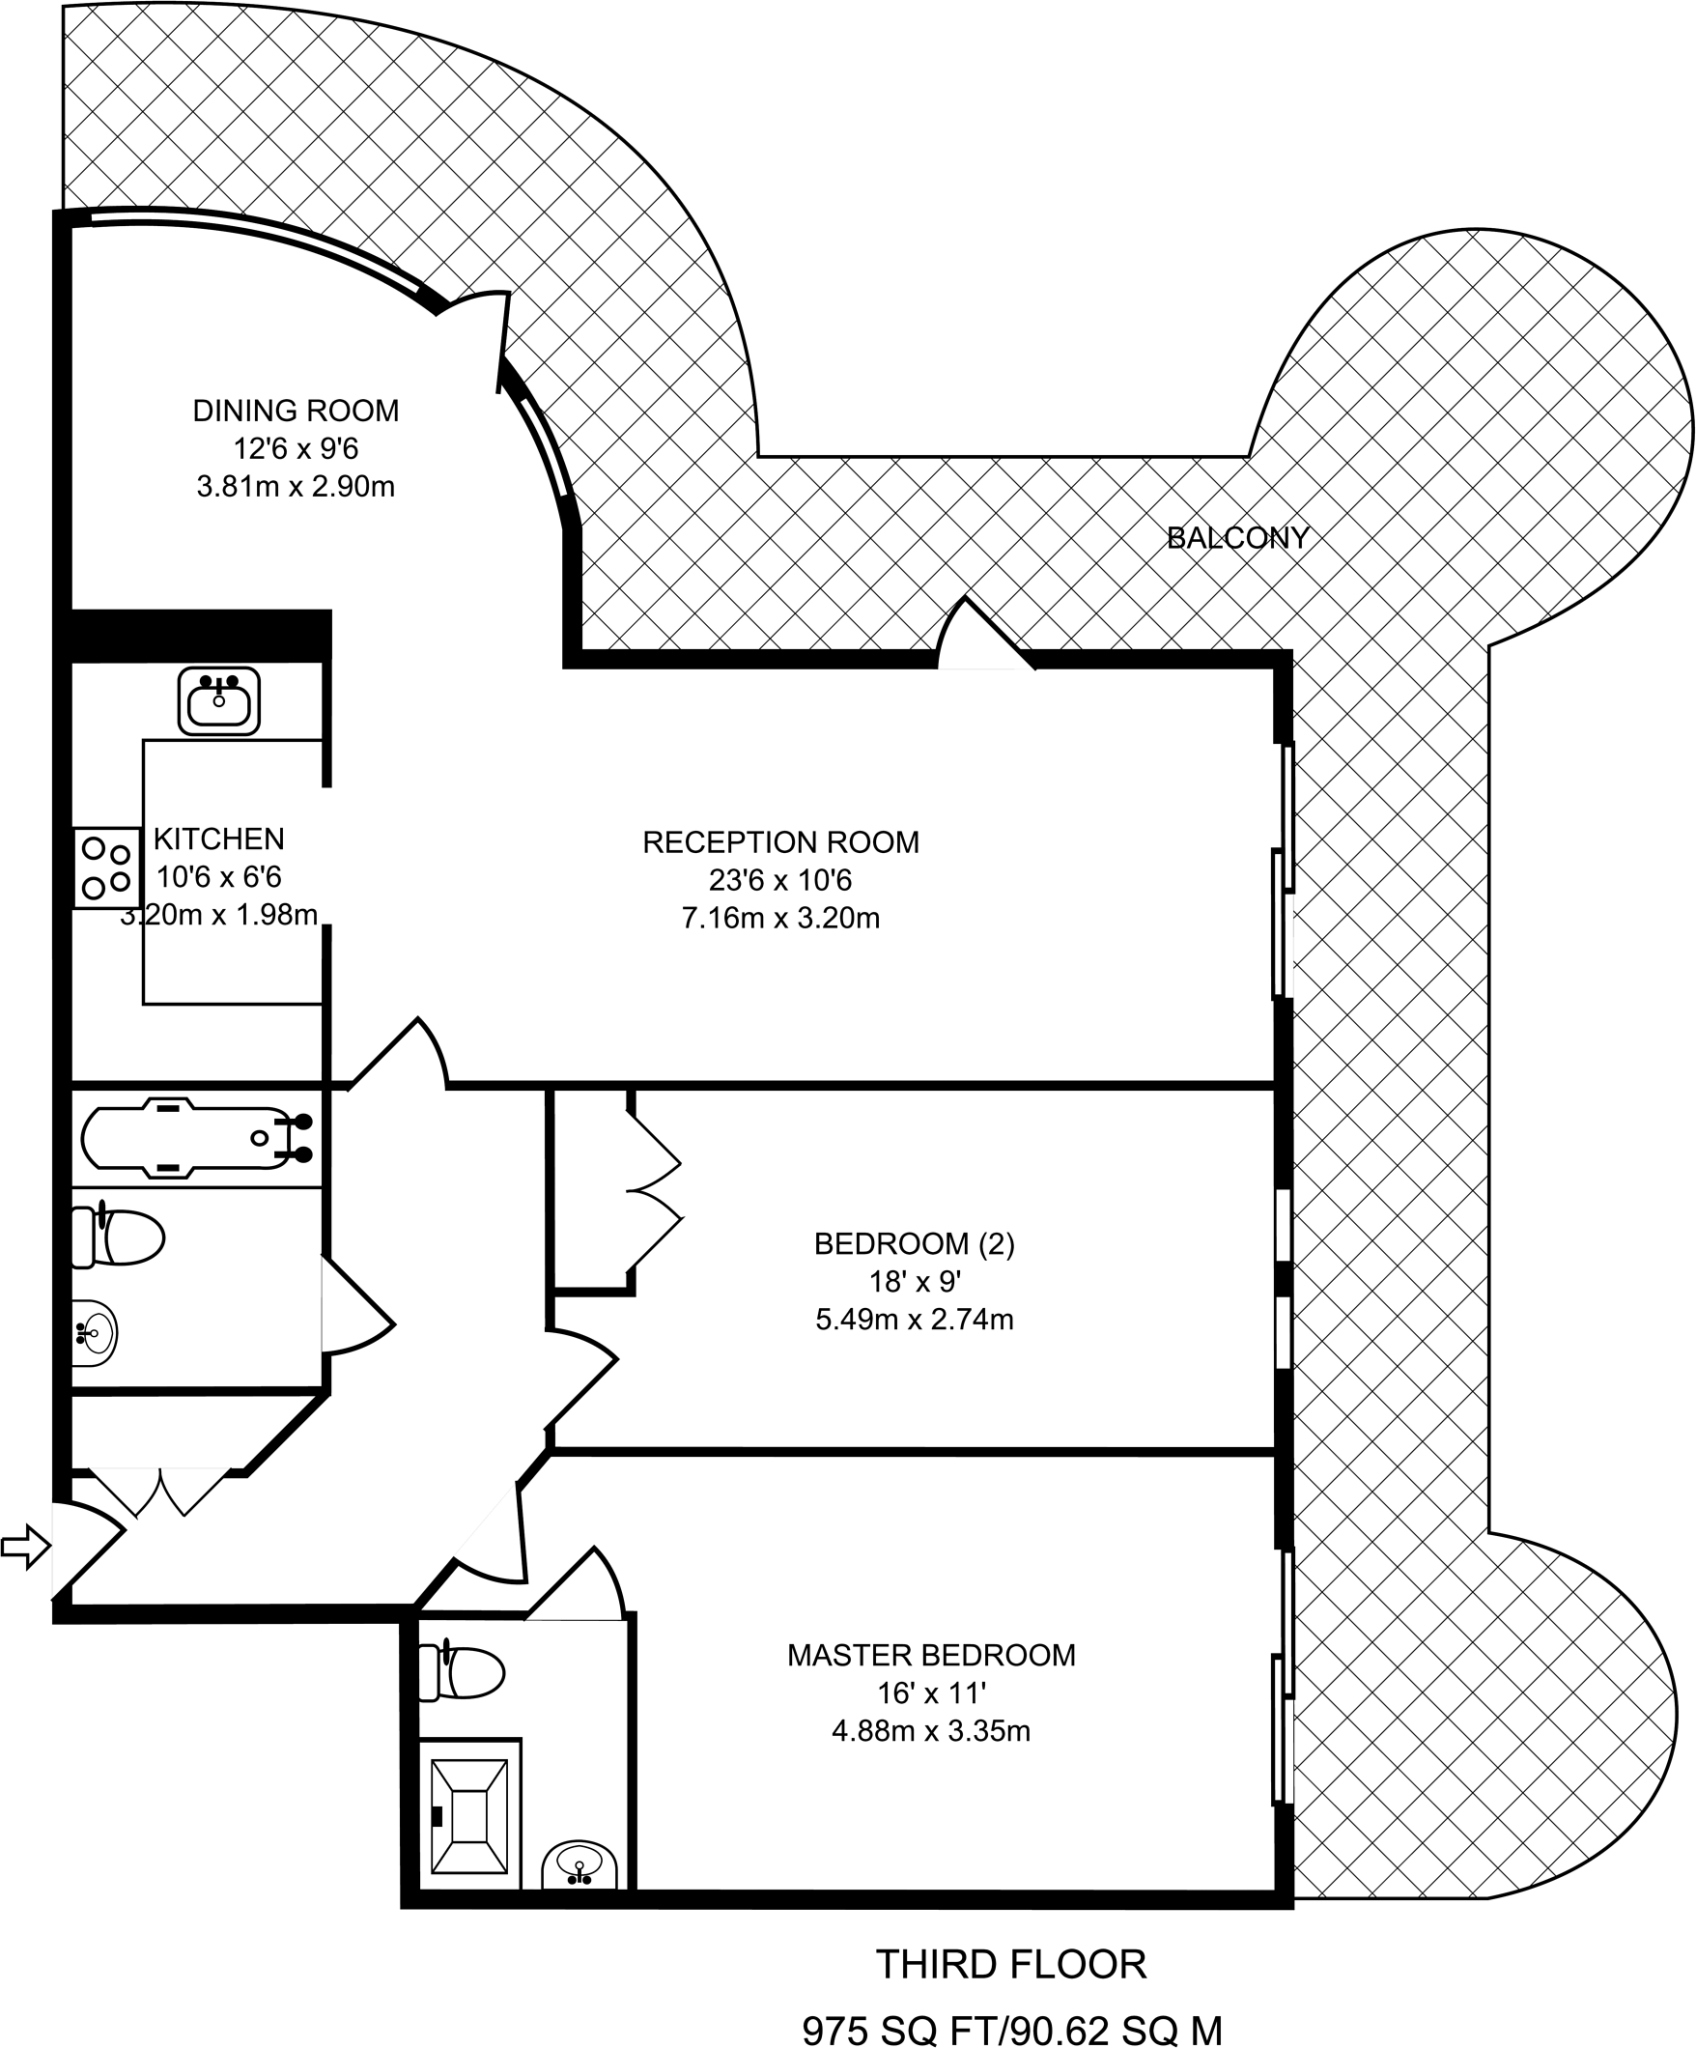 DINING ROOM
12'6 x 9'6
3.81m x 2.90m
BALCONY
KITCHEN
10'6 x 6'6
3.20m x 1.98m
RECEPTION ROOM
23'6 x 10'6
7.16m x 3.20m
BEDROOM (2)
18' x 9'
5.49m x 2.74m
MASTER BEDROOM
16' x 11'
4.88m x 3.35m
THIRD FLOOR
975 SQ FT/90.62 SQ M